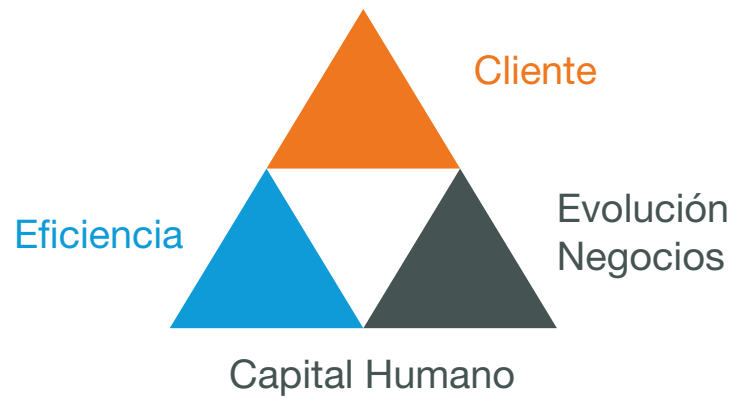 Cliente
Eficiencia
Evolución
Negocios
Capital Humano